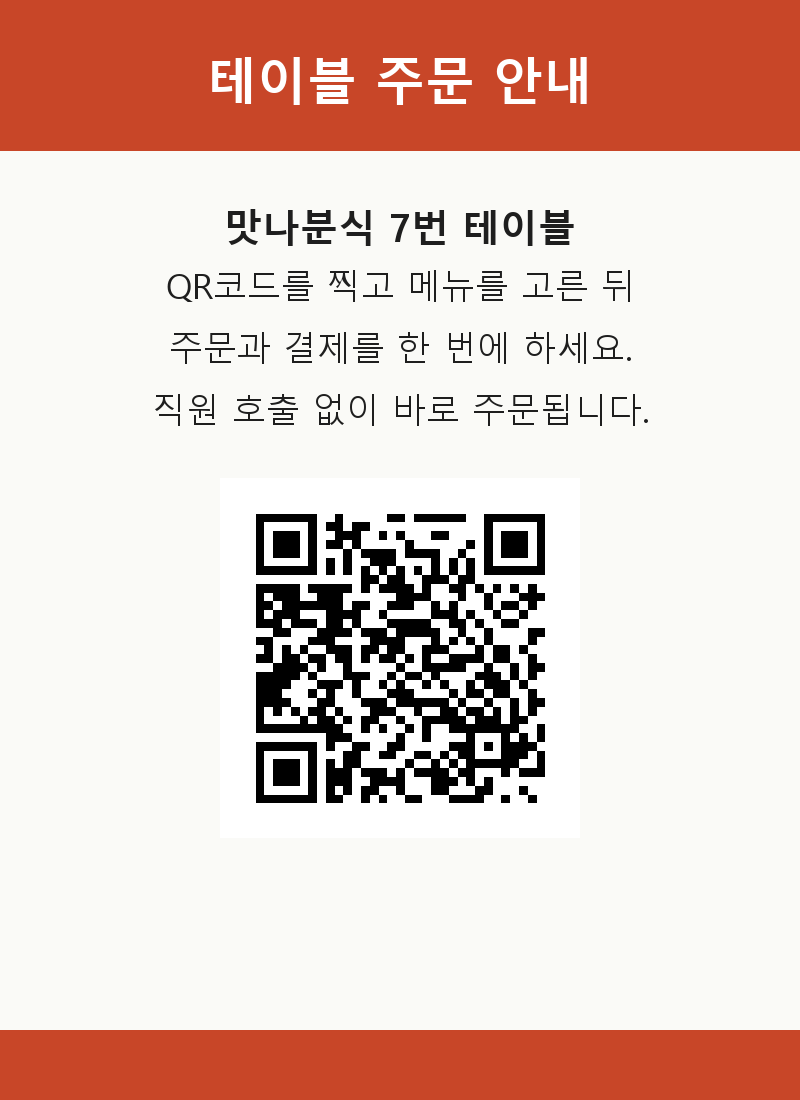 테이블 주문 안내
맛나분식 7번 테이블
QR코드를 찍고 메뉴를 고른 뒤
주문과 결제를 한 번에 하세요.
직원 호출 없이 바로 주문됩니다.